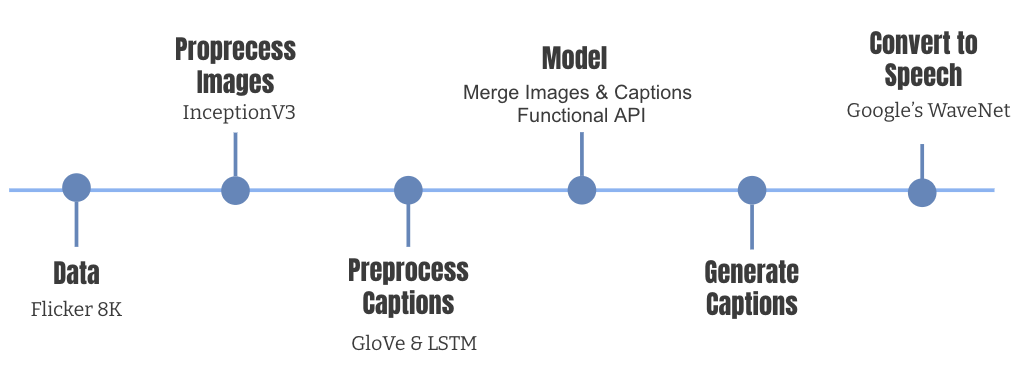 Data
Flicker 8K
Proprecess
Images
InceptionV3
Preprocess
Captions
GloVe & LSTM
Model
Merge Images & Captions
Functional API
Generate
Captions
Convert to
Speech
Google’s WaveNet